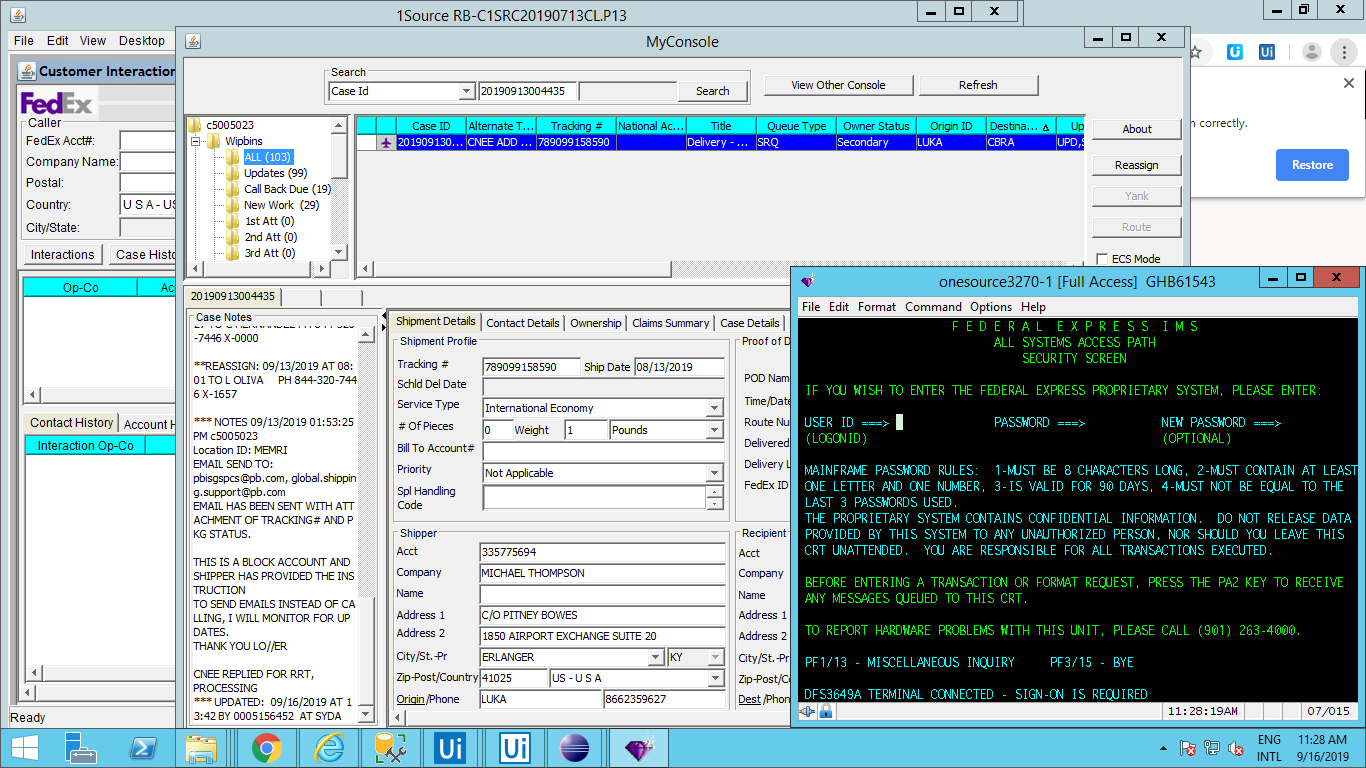 1Source RB-C1SRC20190713CL.P13
File Edit View Desktop
Customer Interaction
FedEx
Caller
FedEx Acct#:
Company Name:
Postal:
Country: U S A - US
City/State:
Interactions Case Histo
Op-Co
Contact History Account H
Interaction Op-Co
Ready
MyConsole
Search
Case Id 20190913004435 Search
View Other Console Refresh
c5005023
Wipbins
ALL (103)
Updates (99)
Call Back Due (19)
New Work (29)
1st Att (0)
2nd Att (0)
3rd Att (0)
Case ID Alternate T... Tracking # National Ac... Title Queue Type Owner Status Origin ID Destina... Up
201909130... CNEE ADD ... 789099158590 Delivery - ... SRQ Secondary LUKA CBRA UPD,S
About
Reassign
Yank
Route
ECS Mode
20190913004435
Case Notes
-7446 X-0000
**REASSIGN: 09/13/2019 AT 08:
01 TO L OLIVA PH 844-320-744
6 X-1657
*** NOTES 09/13/2019 01:53:25
PM c5005023
Location ID: MEMRI
EMAIL SEND TO:
pbisgspcs@pb.com, global.shippin
g.support@pb.com
EMAIL HAS BEEN SENT WITH ATT
ACHMENT OF TRACKING# AND P
KG STATUS.
THIS IS A BLOCK ACCOUNT AND
SHIPPER HAS PROVIDED THE INS
TRUCTION
TO SEND EMAILS INSTEAD OF CA
LLING, I WILL MONITOR FOR UP
DATES.
THANK YOU LO//ER
CNEE REPLIED FOR RRT,
PROCESSING
*** UPDATED: 09/16/2019 AT 1
3:42 BY 0005156452 AT SYDA
Shipment Details Contact Details Ownership Claims Summary Case Details
Shipment Profile
Tracking # 789099158590 Ship Date 08/13/2019
Schld Del Date
Service Type International Economy
# Of Pieces 0 Weight 1 Pounds
Bill To Account#
Priority Not Applicable
Spl Handling
Code
Proof of D
POD Nam
Time/Date
Route Nu
Delivered
Delivery L
FedEx ID
Shipper
Acct 335775694
Company MICHAEL THOMPSON
Name
Address 1 C/O PITNEY BOWES
Address 2 1850 AIRPORT EXCHANGE SUITE 20
City/St.-Pr ERLANGER KY
Zip-Post/Country 41025 US - U S A
Origin/Phone LUKA 8662359627
Recipient
Acct
Company
Name
Address 1
Address 2
City/St.-P
Zip-Post/C
Dest /Phon
n correctly.
Restore
onesource3270-1 [Full Access] GHB61543
File Edit Format Command Options Help
F E D E R A L E X P R E S S I M S
ALL SYSTEMS ACCESS PATH
SECURITY SCREEN
IF YOU WISH TO ENTER THE FEDERAL EXPRESS PROPRIETARY SYSTEM, PLEASE ENTER:
USER ID ===> PASSWORD ===> NEW PASSWORD ===>
(LOGONID) (OPTIONAL)
MAINFRAME PASSWORD RULES: 1-MUST BE 8 CHARACTERS LONG, 2-MUST CONTAIN AT LEAST
ONE LETTER AND ONE NUMBER, 3-IS VALID FOR 90 DAYS, 4-MUST NOT BE EQUAL TO THE
LAST 3 PASSWORDS USED.
THE PROPRIETARY SYSTEM CONTAINS CONFIDENTIAL INFORMATION. DO NOT RELEASE DATA
PROVIDED BY THIS SYSTEM TO ANY UNAUTHORIZED PERSON, NOR SHOULD YOU LEAVE THIS
CRT UNATTENDED. YOU ARE RESPONSIBLE FOR ALL TRANSACTIONS EXECUTED.
BEFORE ENTERING A TRANSACTION OR FORMAT REQUEST, PRESS THE PA2 KEY TO RECEIVE
ANY MESSAGES QUEUED TO THIS CRT.
TO REPORT HARDWARE PROBLEMS WITH THIS UNIT, PLEASE CALL (901) 263-4000.
PF1/13 - MISCELLANEOUS INQUIRY PF3/15 - BYE
DFS3649A TERMINAL CONNECTED - SIGN-ON IS REQUIRED
11:28:19AM 07/015
Ui Ui
ENG 11:28 AM
INTL 9/16/2019